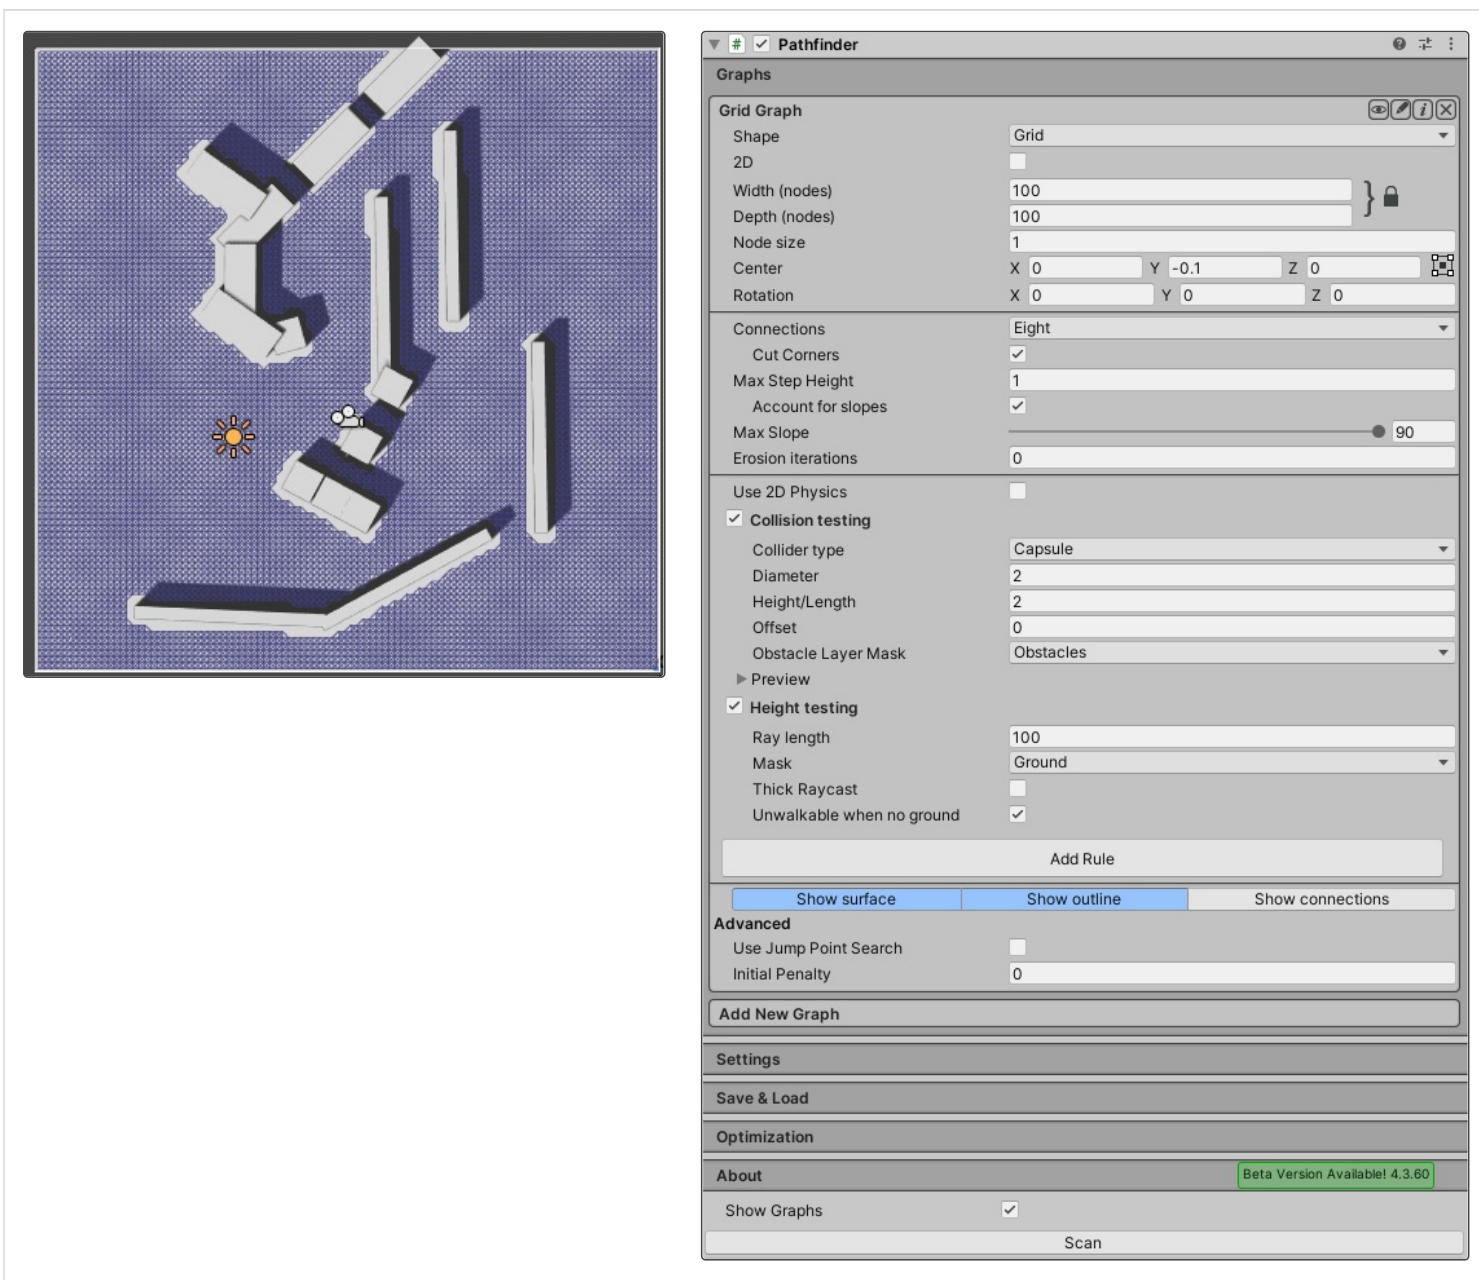 Pathfinder
Graphs
Grid Graph
Shape Grid
2D
Width (nodes) 100
Depth (nodes) 100
Node size 1
Center X 0 Y -0.1 Z 0
Rotation X 0 Y 0 Z 0
Connections Eight
Cut Corners
Max Step Height 1
Account for slopes
Max Slope 90
Erosion iterations 0
Use 2D Physics
Collision testing
Collider type Capsule
Diameter 2
Height/Length 2
Offset 0
Obstacle Layer Mask Obstacles
Preview
Height testing
Ray length 100
Mask Ground
Thick Raycast
Unwalkable when no ground
Add Rule
Show surface Show outline Show connections
Advanced
Use Jump Point Search
Initial Penalty 0
Add New Graph
Settings
Save & Load
Optimization
About Beta Version Available! 4.3.60
Show Graphs
Scan